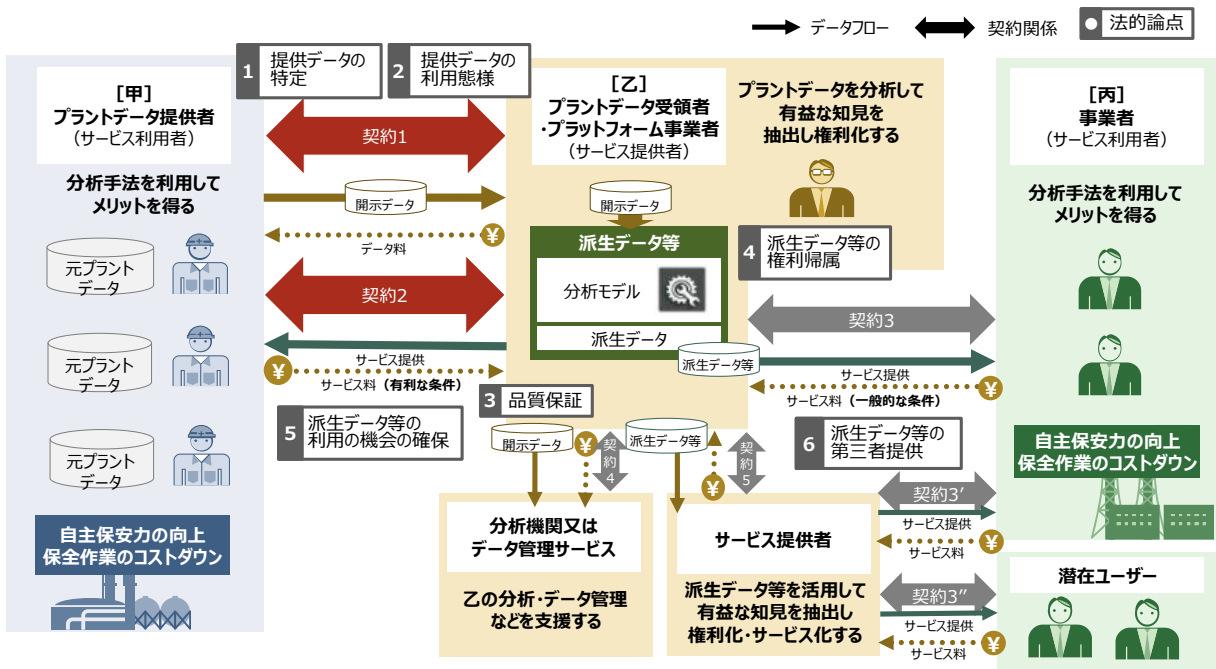 データフロー
契約関係
● 法的論点
1 提供データの
特定
2 提供データの
利用態様
[甲]
プラントデータ提供者
(サービス利用者)
分析手法を利用して
メリットを得る
元プラント
データ
元プラント
データ
元プラント
データ
自主保安力の向上
保全作業のコストダウン
契約1
開示データ
¥
データ料
契約2
サービス提供
¥
サービス料(有利な条件)
5 派生データ等の
利用の機会の確保
3 品質保証
[乙]
プラントデータ受領者
・プラットフォーム事業者
(サービス提供者)
プラントデータを分析して
有益な知見を
抽出し権利化する
開示データ
派生データ等
分析モデル
派生データ
4 派生データ等の
権利帰属
派生データ等
契約3
サービス提供
¥
サービス料(一般的な条件)
[丙]
事業者
(サービス利用者)
分析手法を利用して
メリットを得る
自主保安力の向上
保全作業のコストダウン
開示データ
¥
契約4
派生データ等
契約5
¥
6 派生データ等の
第三者提供
分析機関又は
データ管理サービス
乙の分析・データ管理
などを支援する
サービス提供者
派生データ等を活用して
有益な知見を抽出し
権利化・サービス化する
契約3′
サービス提供
¥
サービス料
契約3″
サービス提供
¥
サービス料
潜在ユーザー